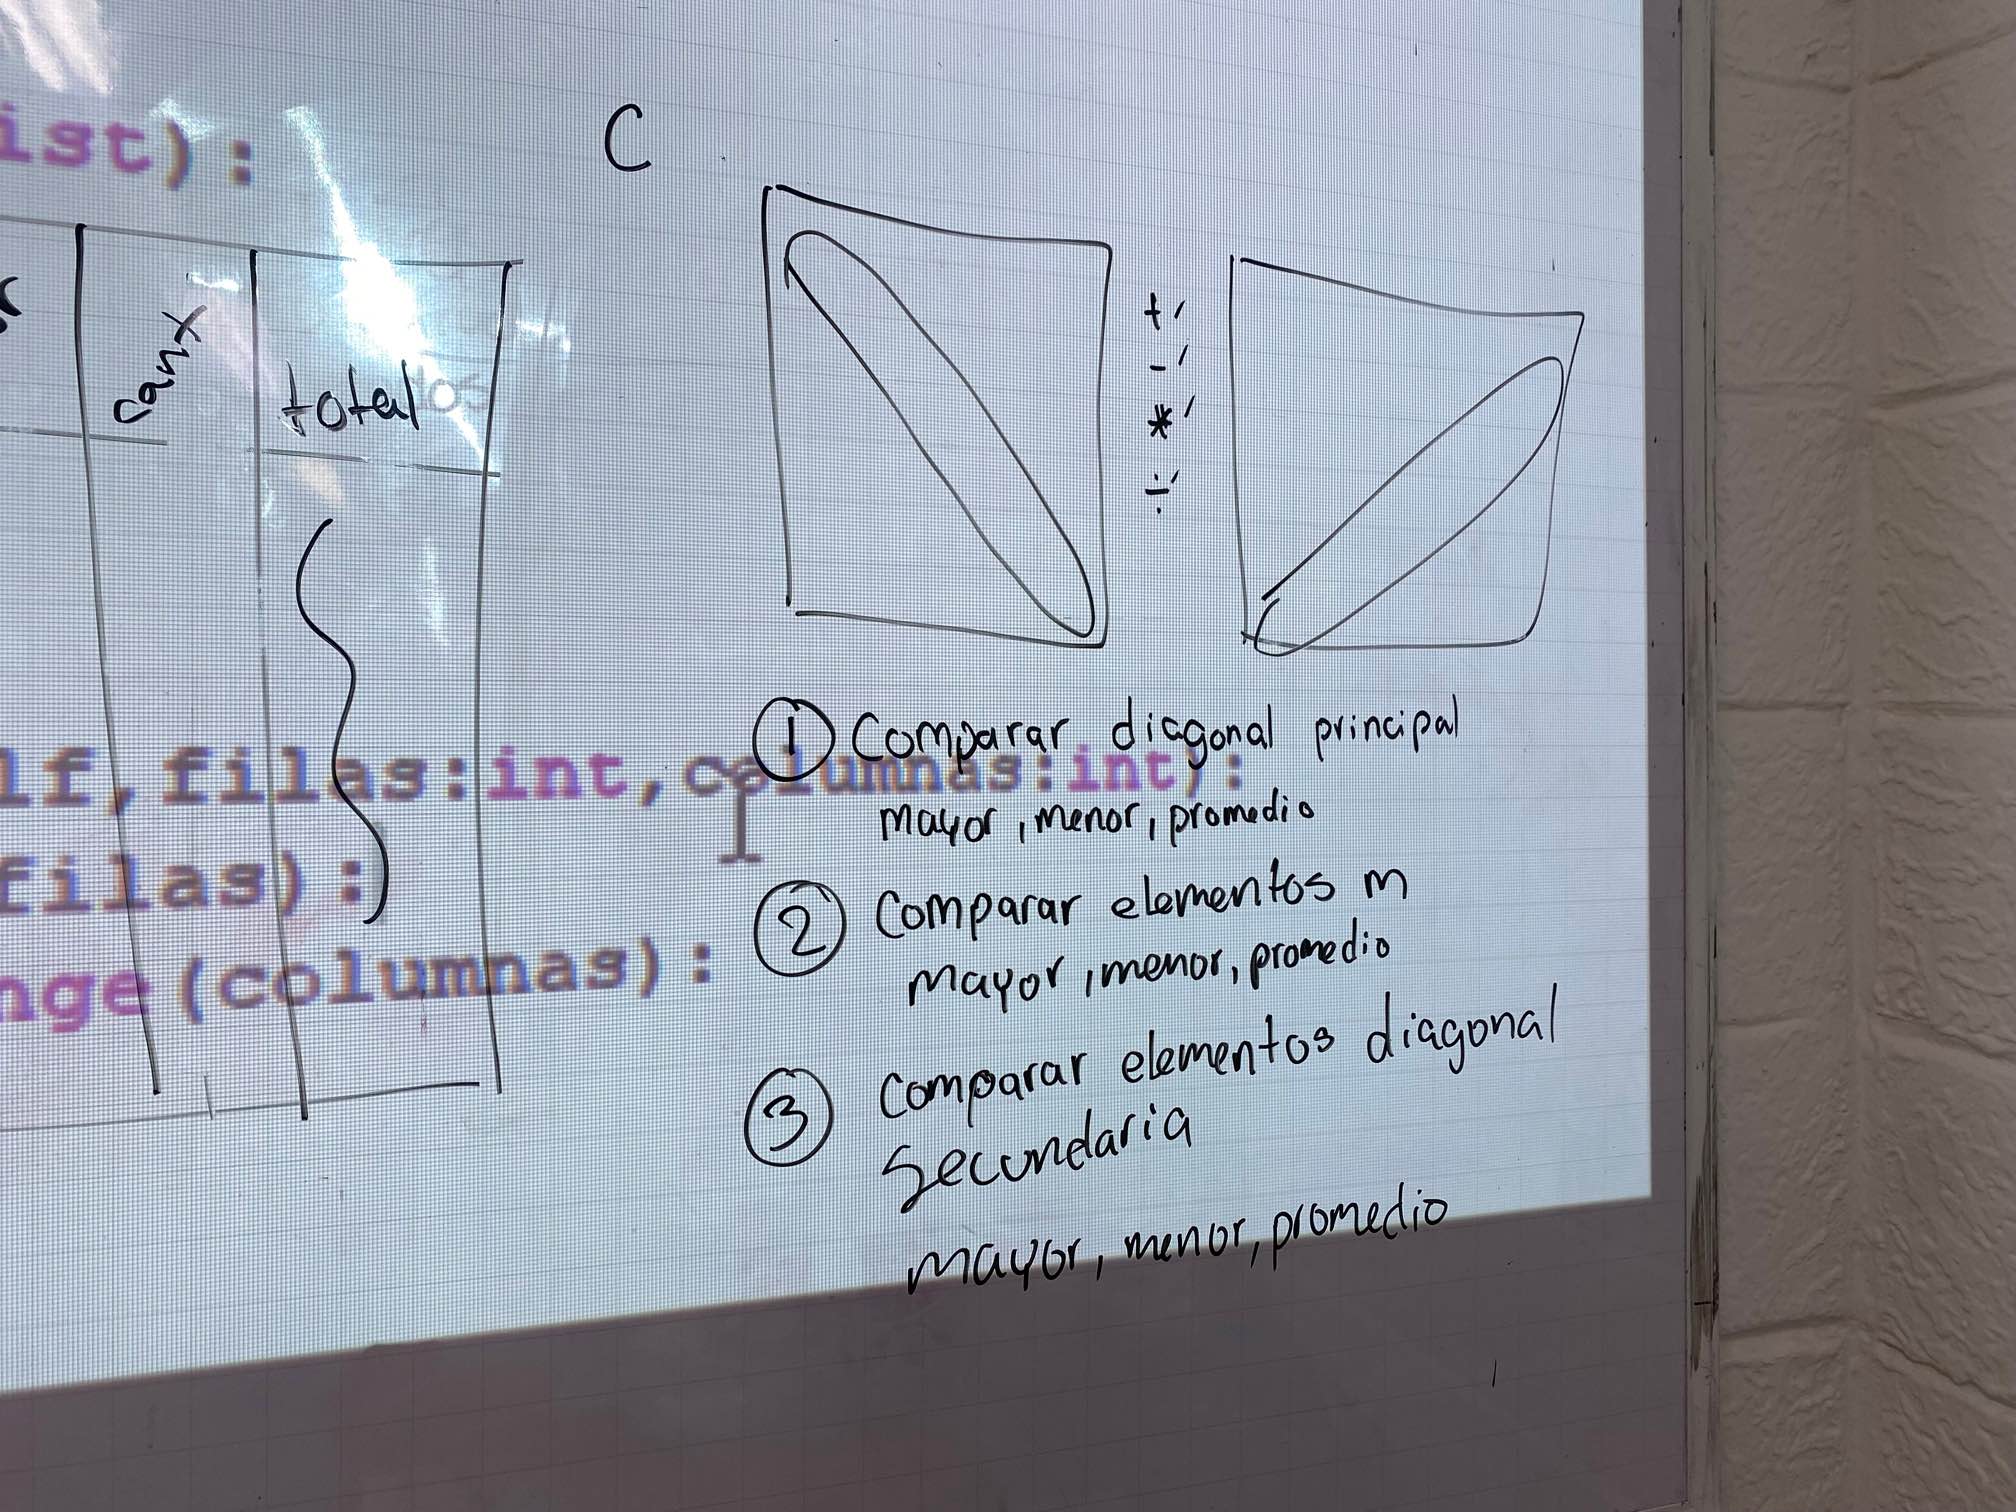 ist):
C
cant
total
+
-
*
÷
① Comparar diagonal principal
mayor, menor, promedio
lf,filas:int,columnas:int):
filas):
② Comparar elementos m
mayor, menor, promedio
nge(columnas):
③ Comparar elementos diagonal
Secundaria
mayor, menor, promedio